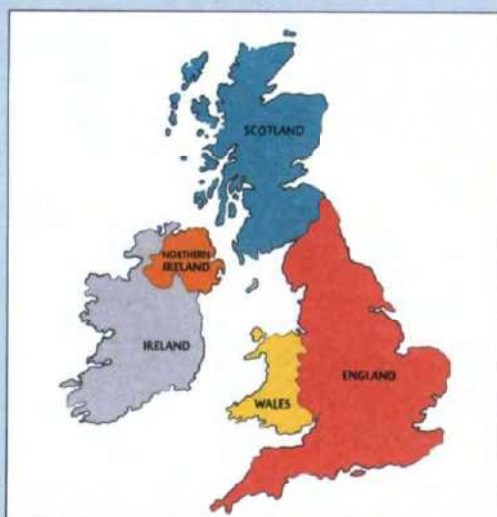 SCOTLAND
NORTHERN
IRELAND
IRELAND
ENGLAND
WALES